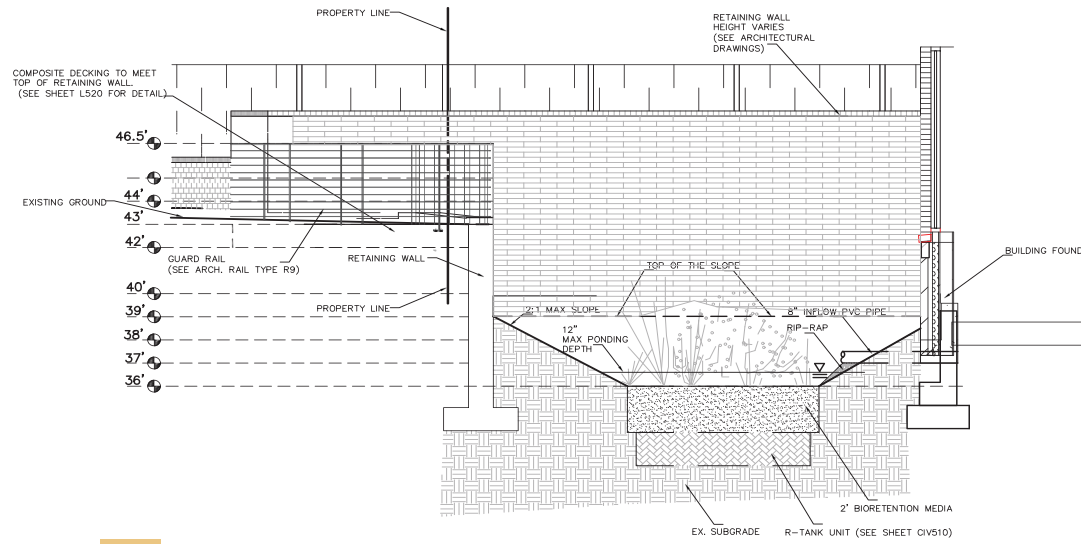 PROPERTY LINE
RETAINING WALL
HEIGHT VARIES
(SEE ARCHITECTURAL
DRAWINGS)
COMPOSITE DECKING TO MEET
TOP OF RETAINING WALL.
(SEE SHEET L520 FOR DETAIL)
46.5'
44'
EXISTING GROUND
43'
42'
GUARD RAIL
(SEE ARCH. RAIL TYPE R9)
RETAINING WALL
TOP OF THE SLOPE
BUILDING FOUND
40'
PROPERTY LINE
39'
2:1 MAX SLOPE
8" INFLOW PVC PIPE
38'
12"
MAX PONDING
DEPTH
RIP-RAP
37'
36'
2' BIORETENTION MEDIA
EX. SUBGRADE
R-TANK UNIT (SEE SHEET CIV510)